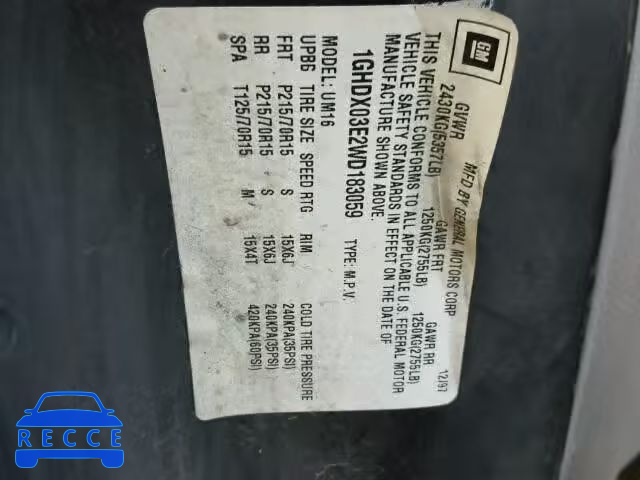 GM
MFD BY GENERAL MOTORS CORP 12/97
GVWR GAWR FRT GAWR RR
2430KG(5357LB) 1250KG(2755LB) 1250KG(2755LB)
THIS VEHICLE CONFORMS TO ALL APPLICABLE U.S. FEDERAL MOTOR
VEHICLE SAFETY STANDARDS IN EFFECT ON THE DATE OF
MANUFACTURE SHOWN ABOVE.
1GHDX03E2WD183059 TYPE: M.P.V.
MODEL: UM16
UPBG TIRE SIZE SPEED RTG RIM COLD TIRE PRESSURE
FRT P215/70R15 S 15X6J 240KPA(35PSI)
RR P215/70R15 S 15X6J 240KPA(35PSI)
SPA T125/70R15 M 15X4T 420KPA(60PSI)
RECCE